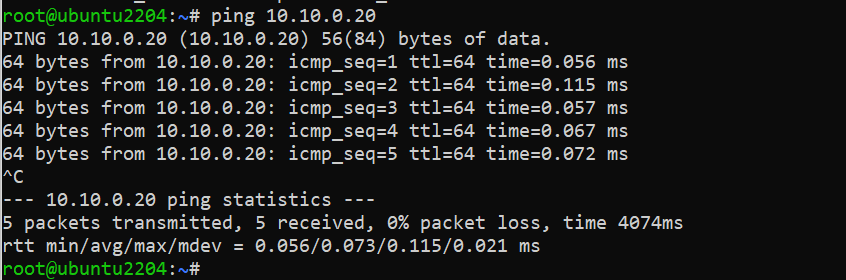 root@ubuntu2204:~# ping 10.10.0.20
PING 10.10.0.20 (10.10.0.20) 56(84) bytes of data.
64 bytes from 10.10.0.20: icmp_seq=1 ttl=64 time=0.056 ms
64 bytes from 10.10.0.20: icmp_seq=2 ttl=64 time=0.115 ms
64 bytes from 10.10.0.20: icmp_seq=3 ttl=64 time=0.057 ms
64 bytes from 10.10.0.20: icmp_seq=4 ttl=64 time=0.067 ms
64 bytes from 10.10.0.20: icmp_seq=5 ttl=64 time=0.072 ms
^C
--- 10.10.0.20 ping statistics ---
5 packets transmitted, 5 received, 0% packet loss, time 4074ms
rtt min/avg/max/mdev = 0.056/0.073/0.115/0.021 ms
root@ubuntu2204:~#